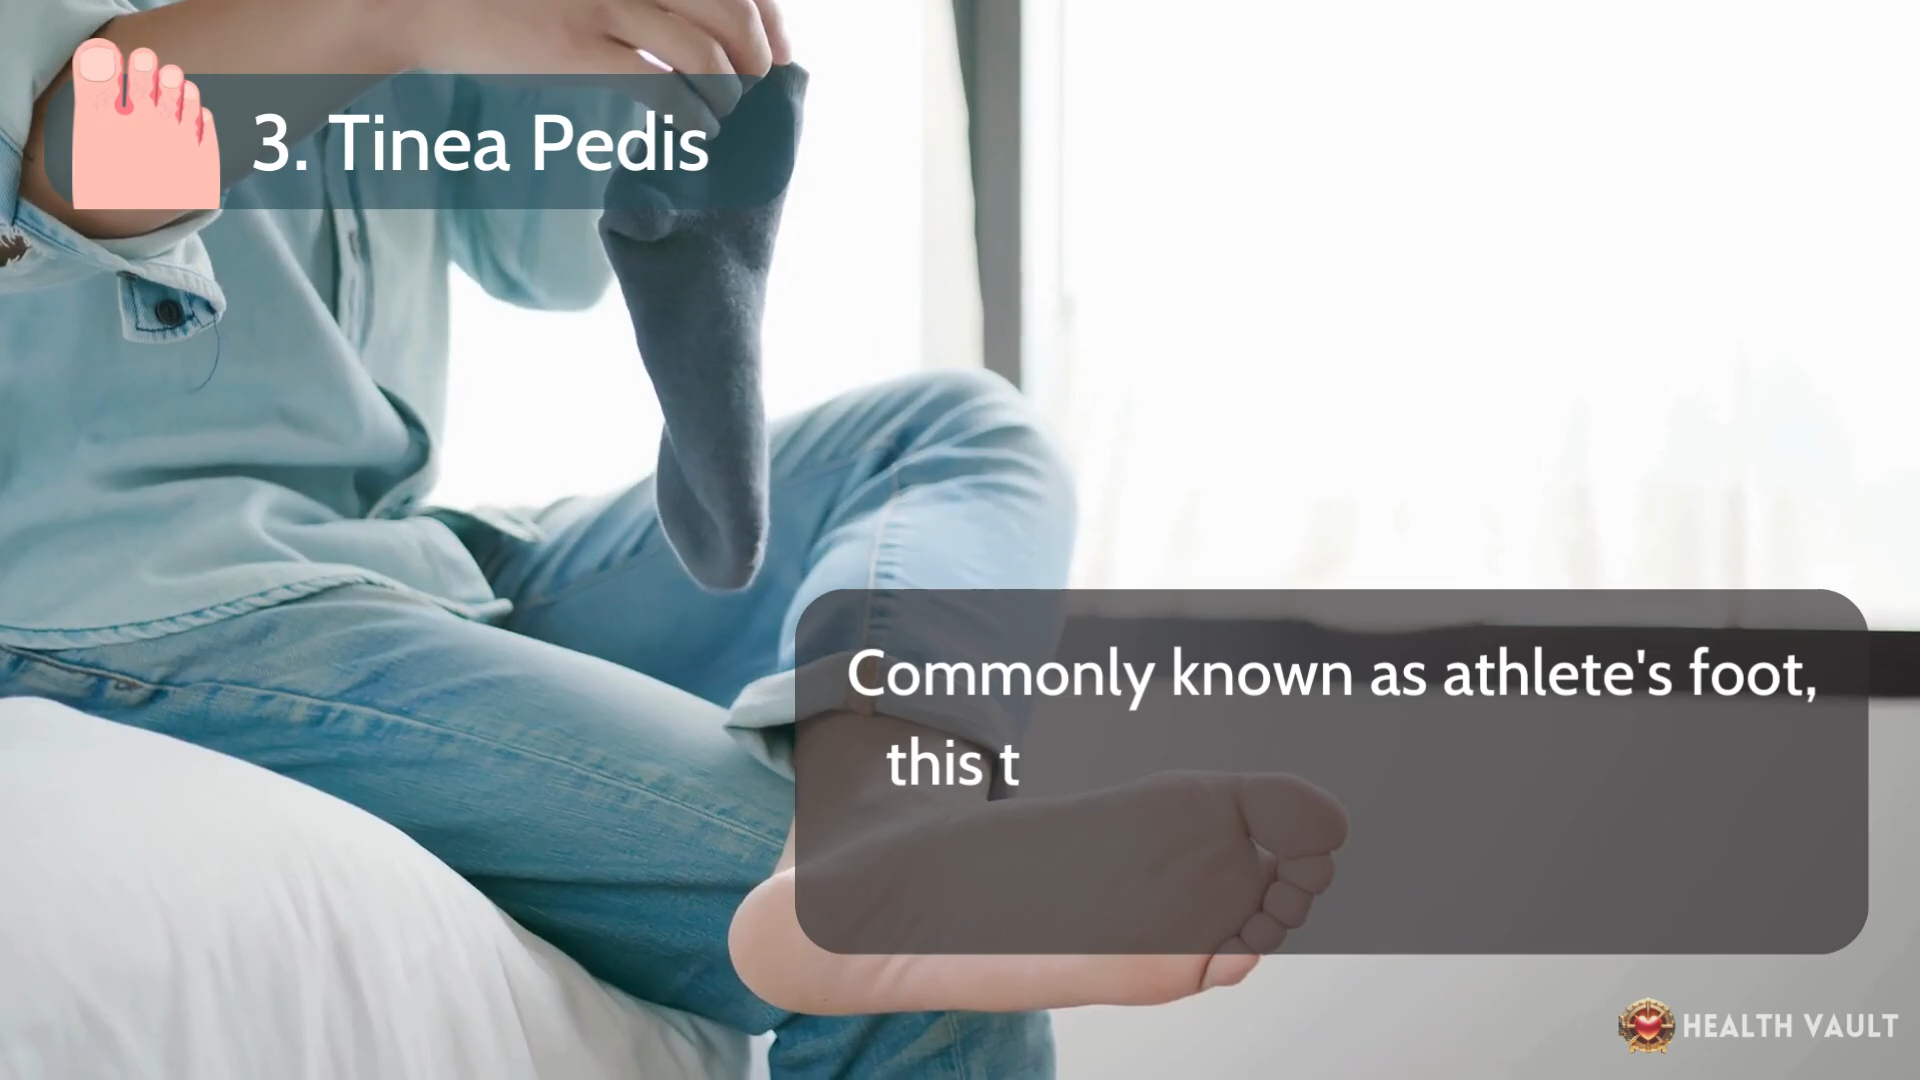 3. Tinea Pedis
Commonly known as athlete's foot,
this t
HEALTH VAULT